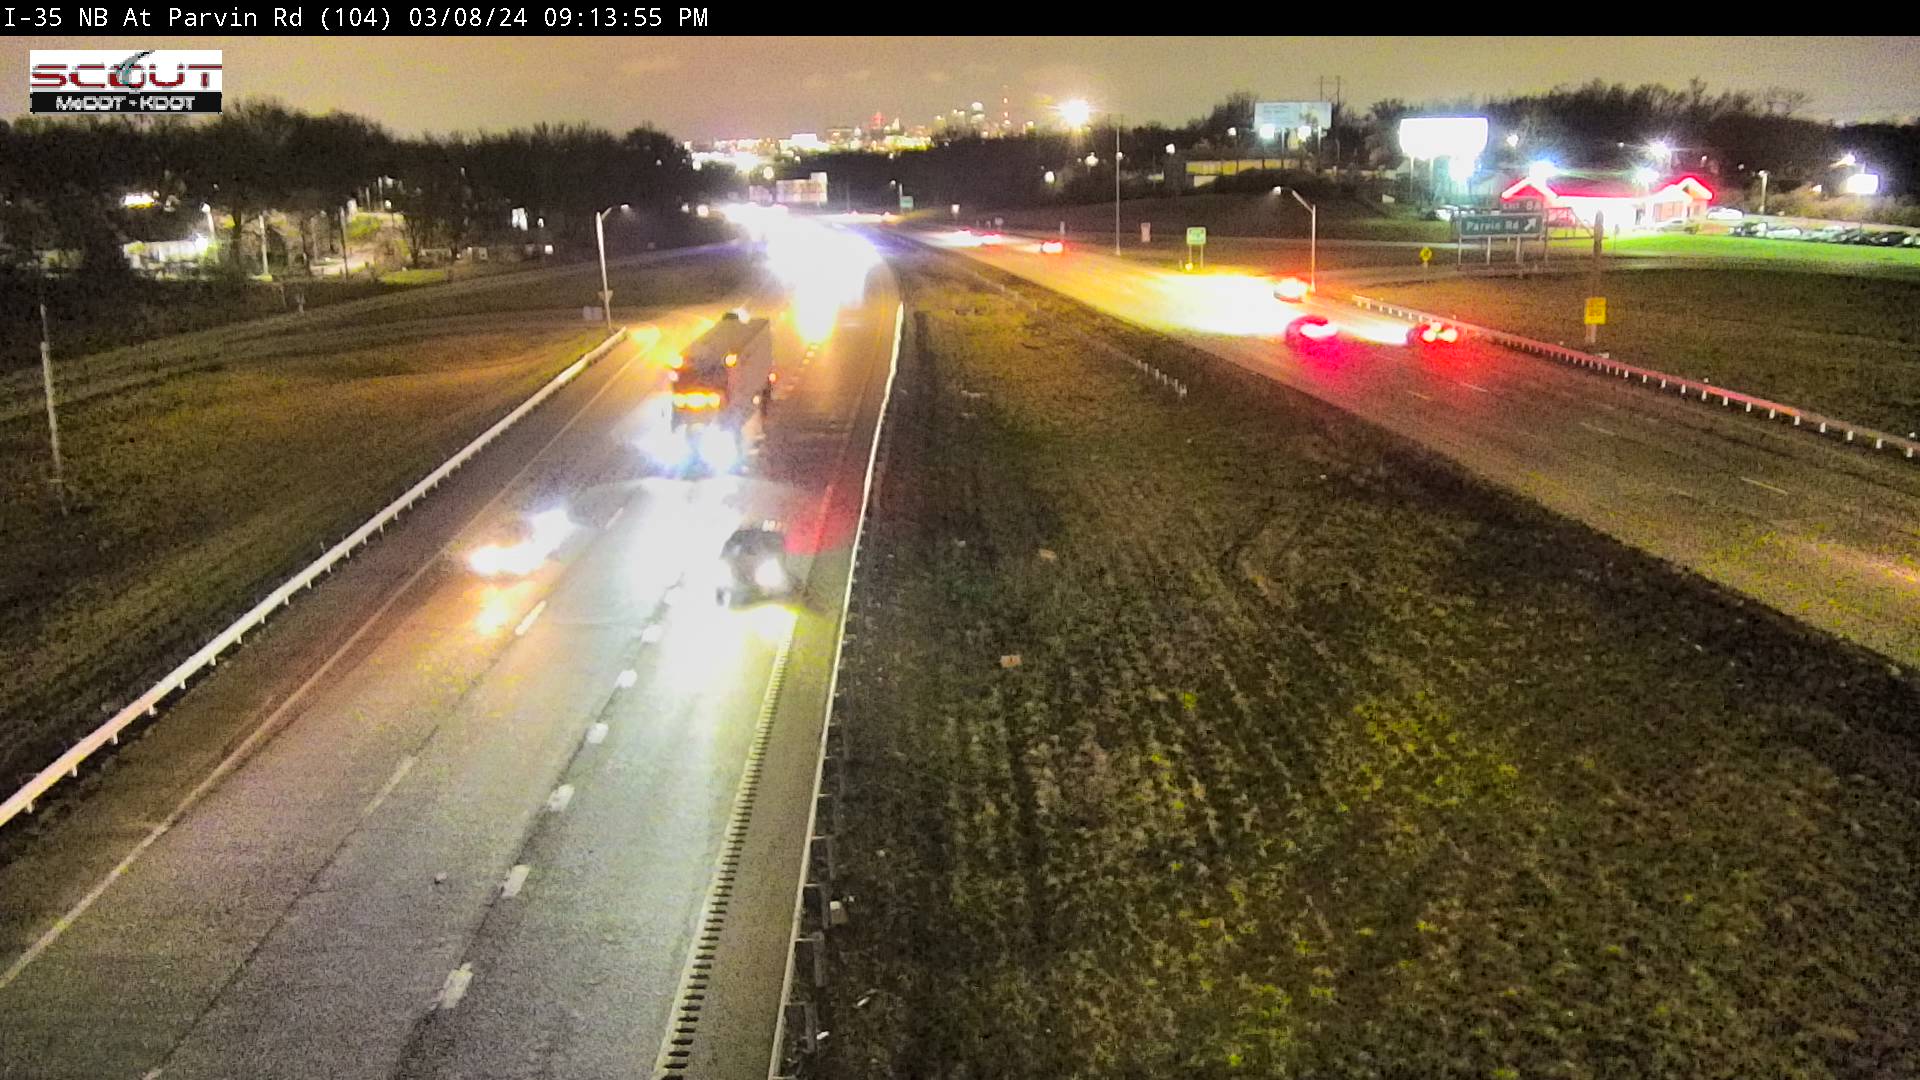 I-35 NB At Parvin Rd (104) 03/08/24 09:13:55 PM
SCOUT
MoDOT - KDOT
Parvin Rd